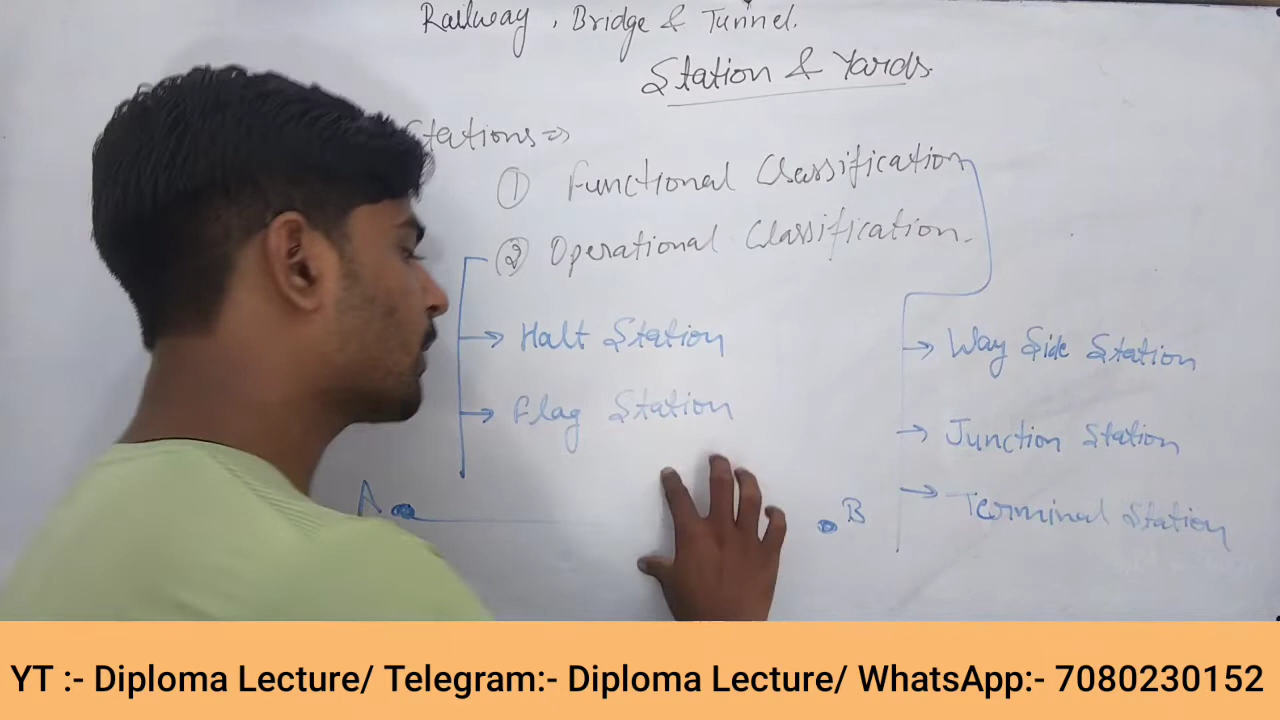 Railway, Bridge & Tunnel.
Station & Yards.
Stations ⇒
① Functional Classification
② Operational Classification.
→ Halt Station
→ Flag Station
→ Way Side Station
→ Junction Station
→ Terminal Station
A
B
YT :- Diploma Lecture/ Telegram:- Diploma Lecture/ WhatsApp:- 7080230152